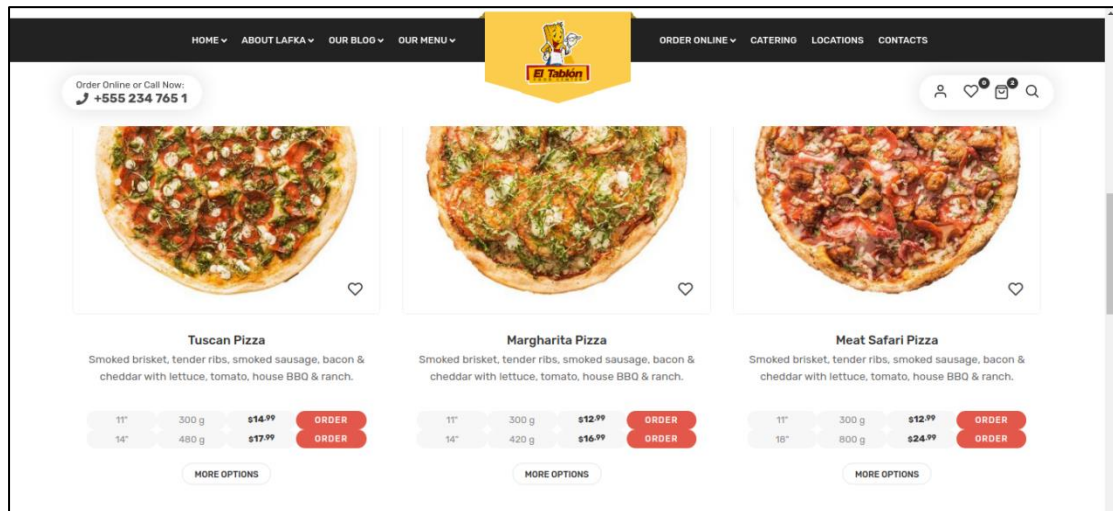 HOME ABOUT LAFKA OUR BLOG OUR MENU
El Tablón
ORDER ONLINE CATERING LOCATIONS CONTACTS
Order Online or Call Now:
+555 234 765 1
0 2
Tuscan Pizza
Smoked brisket, tender ribs, smoked sausage, bacon &
cheddar with lettuce, tomato, house BBQ & ranch.
11" 300 g $14.99 ORDER
14" 480 g $17.99 ORDER
MORE OPTIONS
Margharita Pizza
Smoked brisket, tender ribs, smoked sausage, bacon &
cheddar with lettuce, tomato, house BBQ & ranch.
11" 300 g $12.99 ORDER
14" 420 g $16.99 ORDER
MORE OPTIONS
Meat Safari Pizza
Smoked brisket, tender ribs, smoked sausage, bacon &
cheddar with lettuce, tomato, house BBQ & ranch.
11" 300 g $12.99 ORDER
18" 800 g $24.99 ORDER
MORE OPTIONS